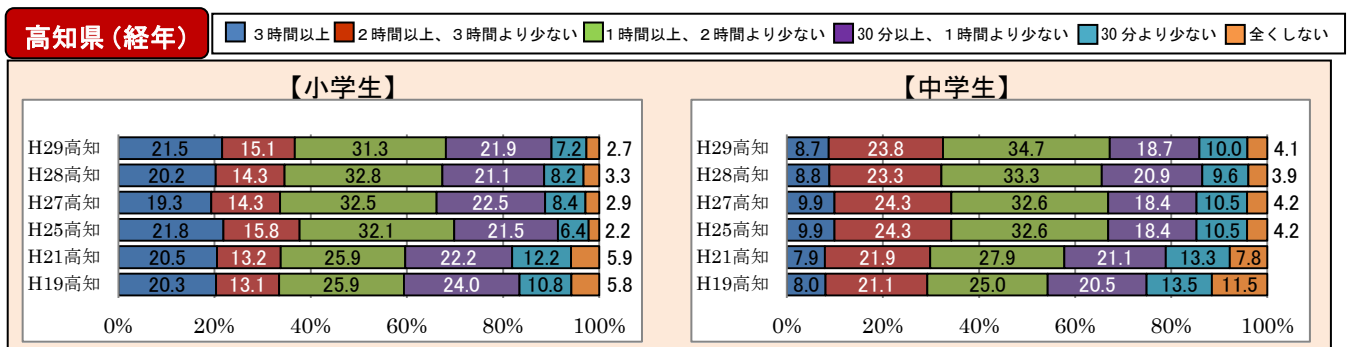 高知県（経年）
３時間以上 ２時間以上、３時間より少ない １時間以上、２時間より少ない 30分以上、１時間より少ない 30分より少ない 全くしない
【小学生】
H29高知 21.5 15.1 31.3 21.9 7.2 2.7
H28高知 20.2 14.3 32.8 21.1 8.2 3.3
H27高知 19.3 14.3 32.5 22.5 8.4 2.9
H25高知 21.8 15.8 32.1 21.5 6.4 2.2
H21高知 20.5 13.2 25.9 22.2 12.2 5.9
H19高知 20.3 13.1 25.9 24.0 10.8 5.8
0% 20% 40% 60% 80% 100%
【中学生】
H29高知 8.7 23.8 34.7 18.7 10.0 4.1
H28高知 8.8 23.3 33.3 20.9 9.6 3.9
H27高知 9.9 24.3 32.6 18.4 10.5 4.2
H25高知 9.9 24.3 32.6 18.4 10.5 4.2
H21高知 7.9 21.9 27.9 21.1 13.3 7.8
H19高知 8.0 21.1 25.0 20.5 13.5 11.5
0% 20% 40% 60% 80% 100%